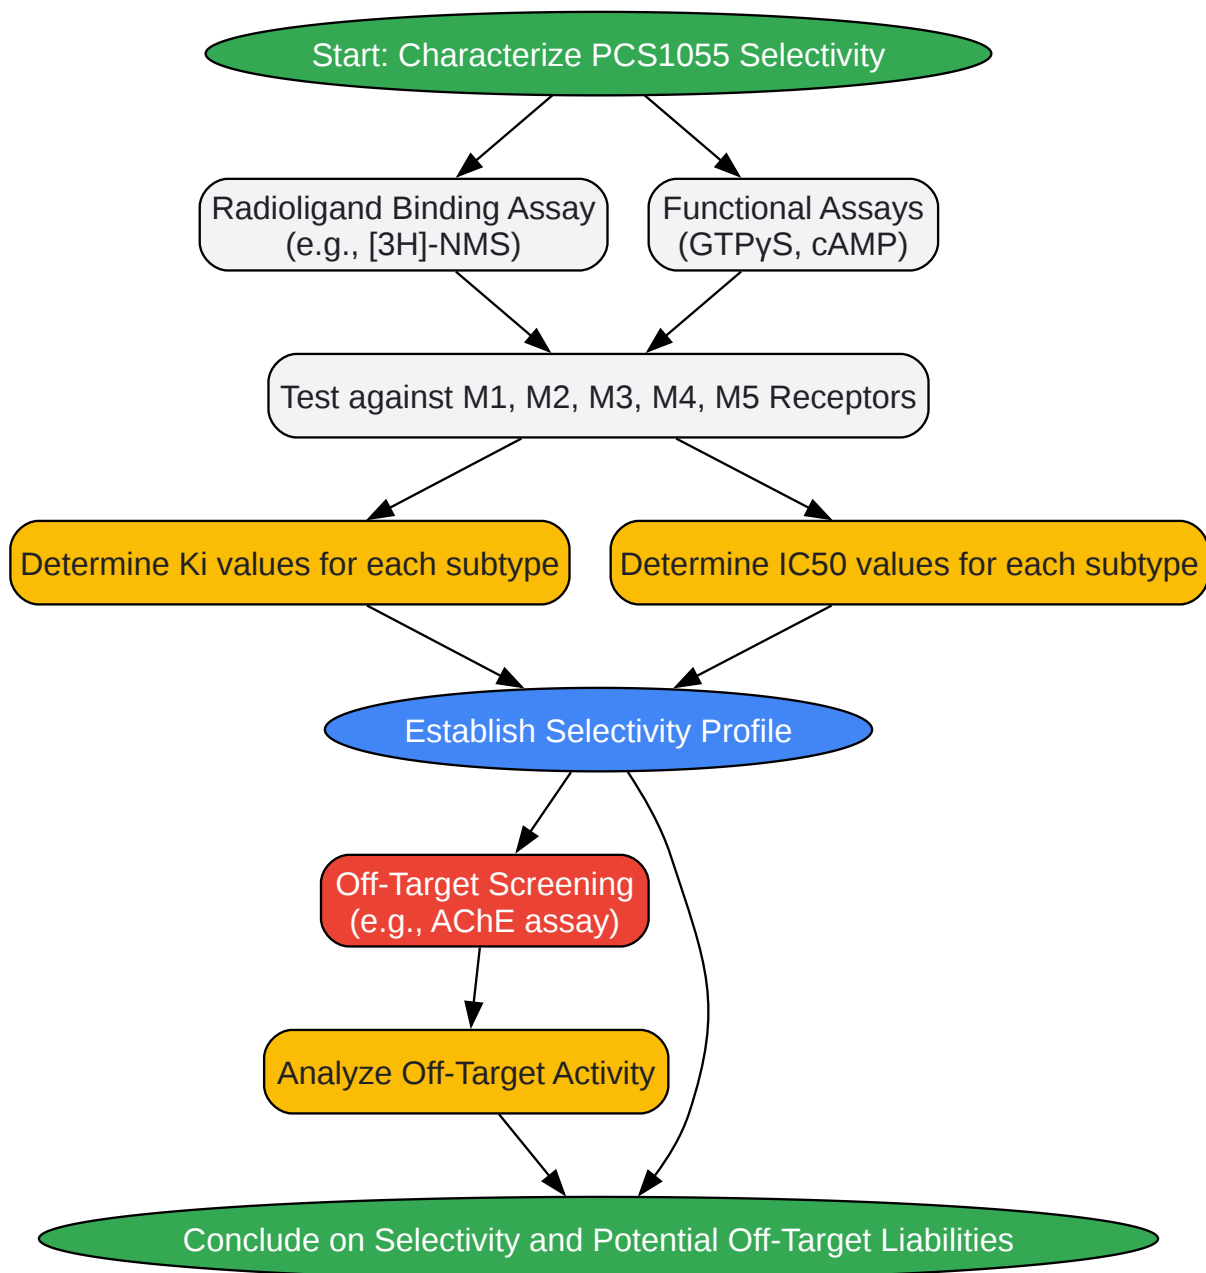 Start: Characterize PCS1055 Selectivity
Radioligand Binding Assay
(e.g., [3H]-NMS)
Functional Assays
(GTPγS, cAMP)
Test against M1, M2, M3, M4, M5 Receptors
Determine Ki values for each subtype
Determine IC50 values for each subtype
Establish Selectivity Profile
Off-Target Screening
(e.g., AChE assay)
Analyze Off-Target Activity
Conclude on Selectivity and Potential Off-Target Liabilities